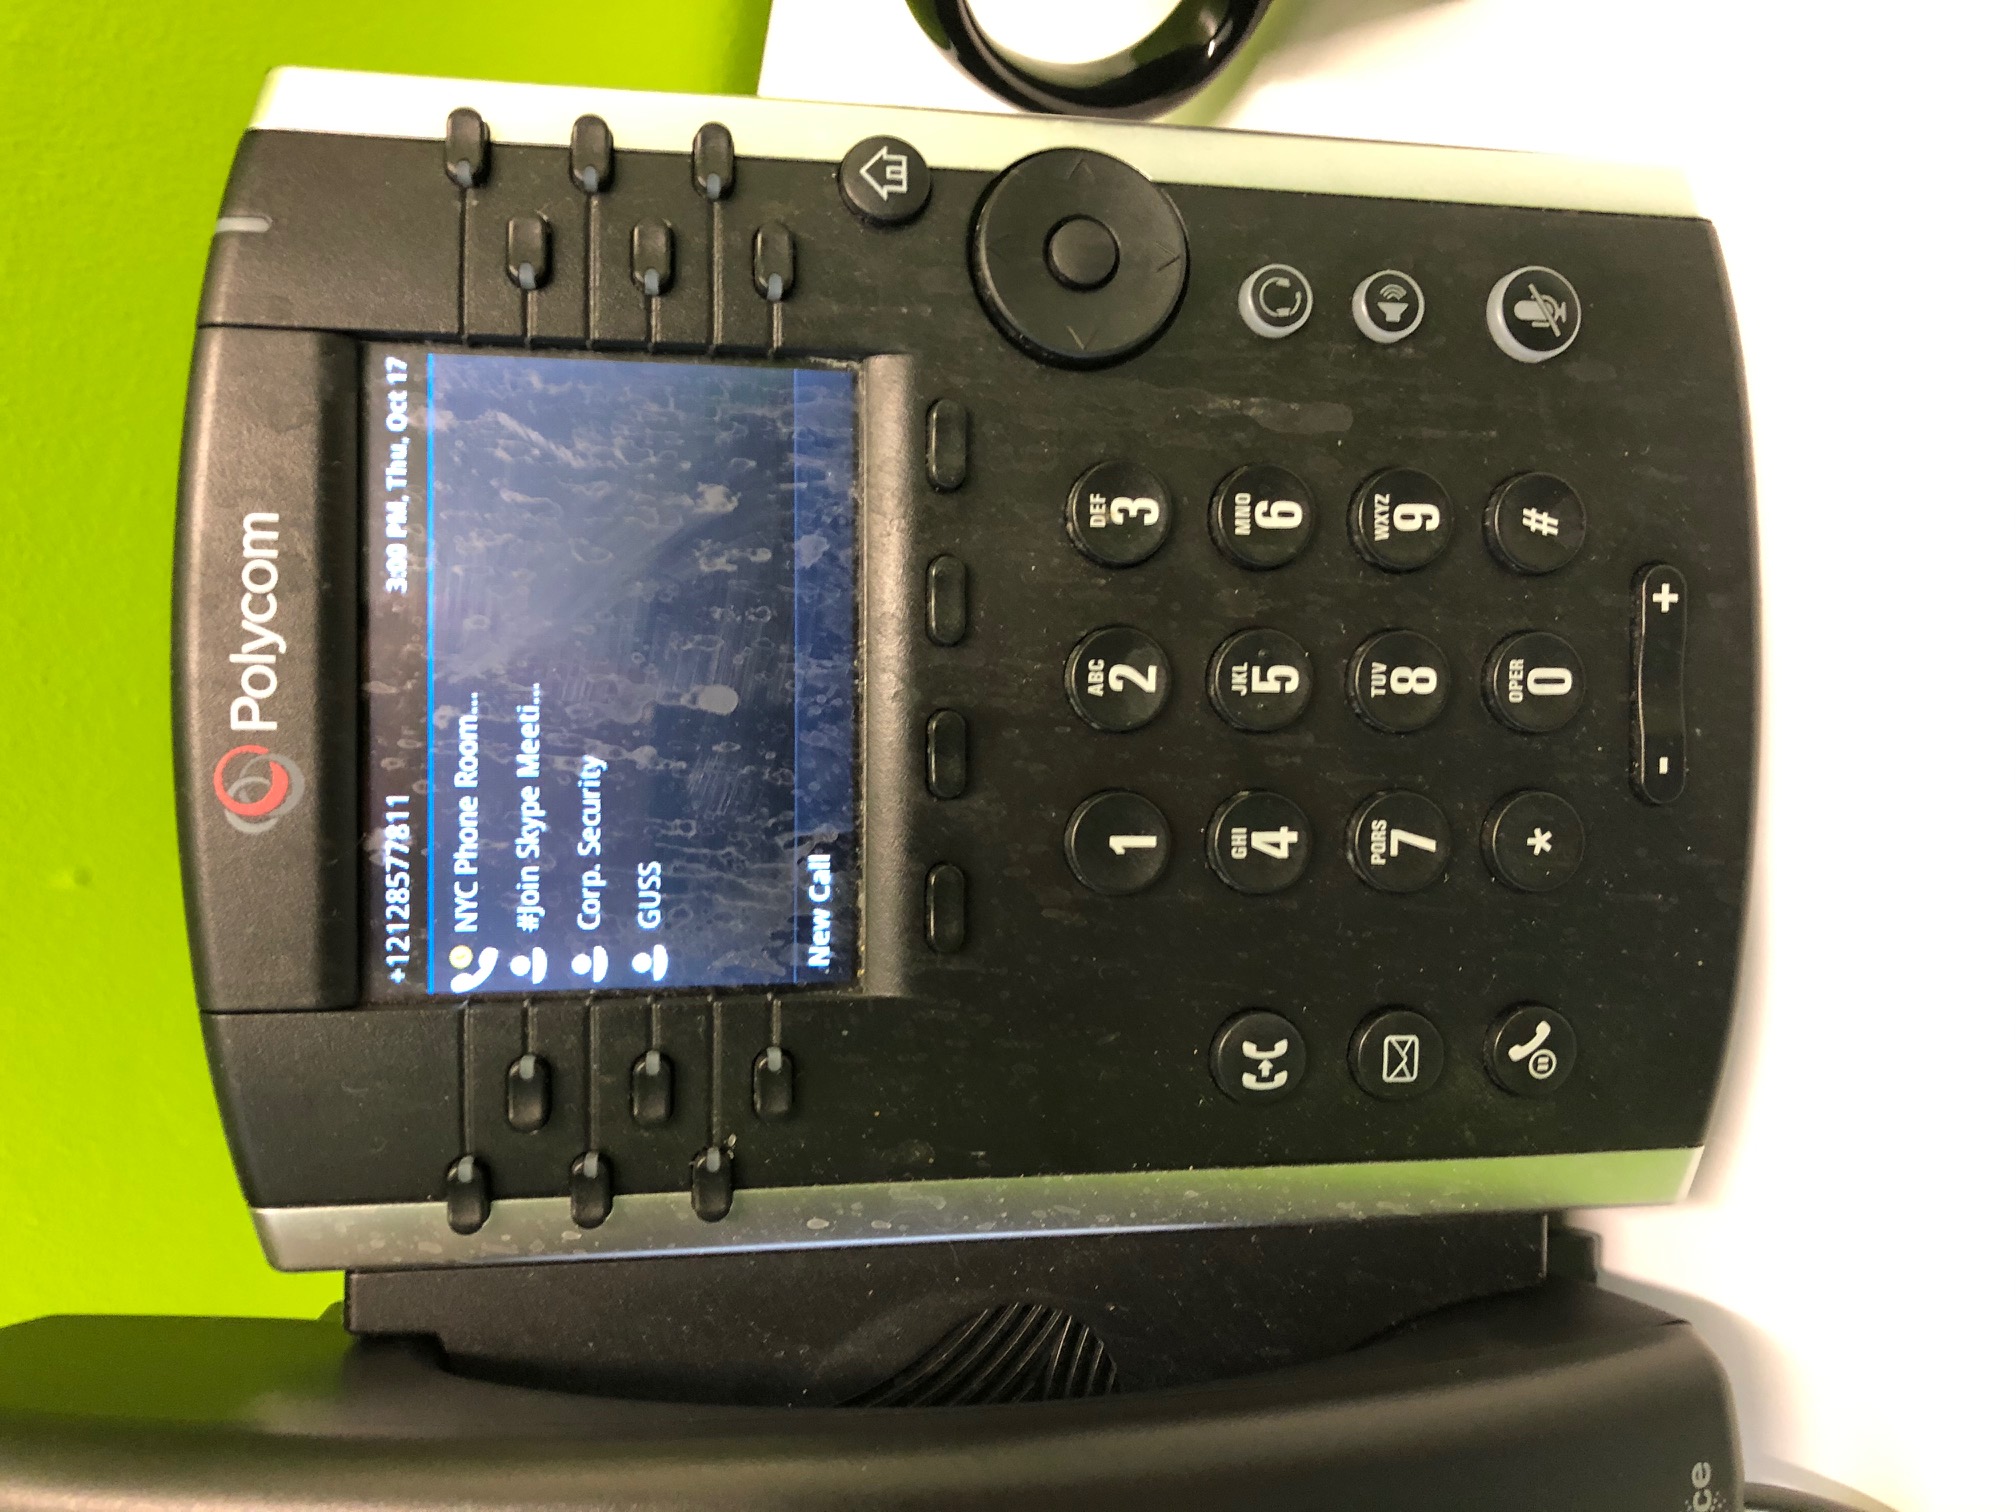 Polycom
+12128577811 3:00 PM, Thu, Oct 17
NYC Phone Room...
#Join Skype Meeti...
Corp. Security
GUSS
New Call
1 ABC 2 DEF 3
GHI 4 JKL 5 MNO 6
PQRS 7 TUV 8 WXYZ 9
* OPER 0 #
- +
ce